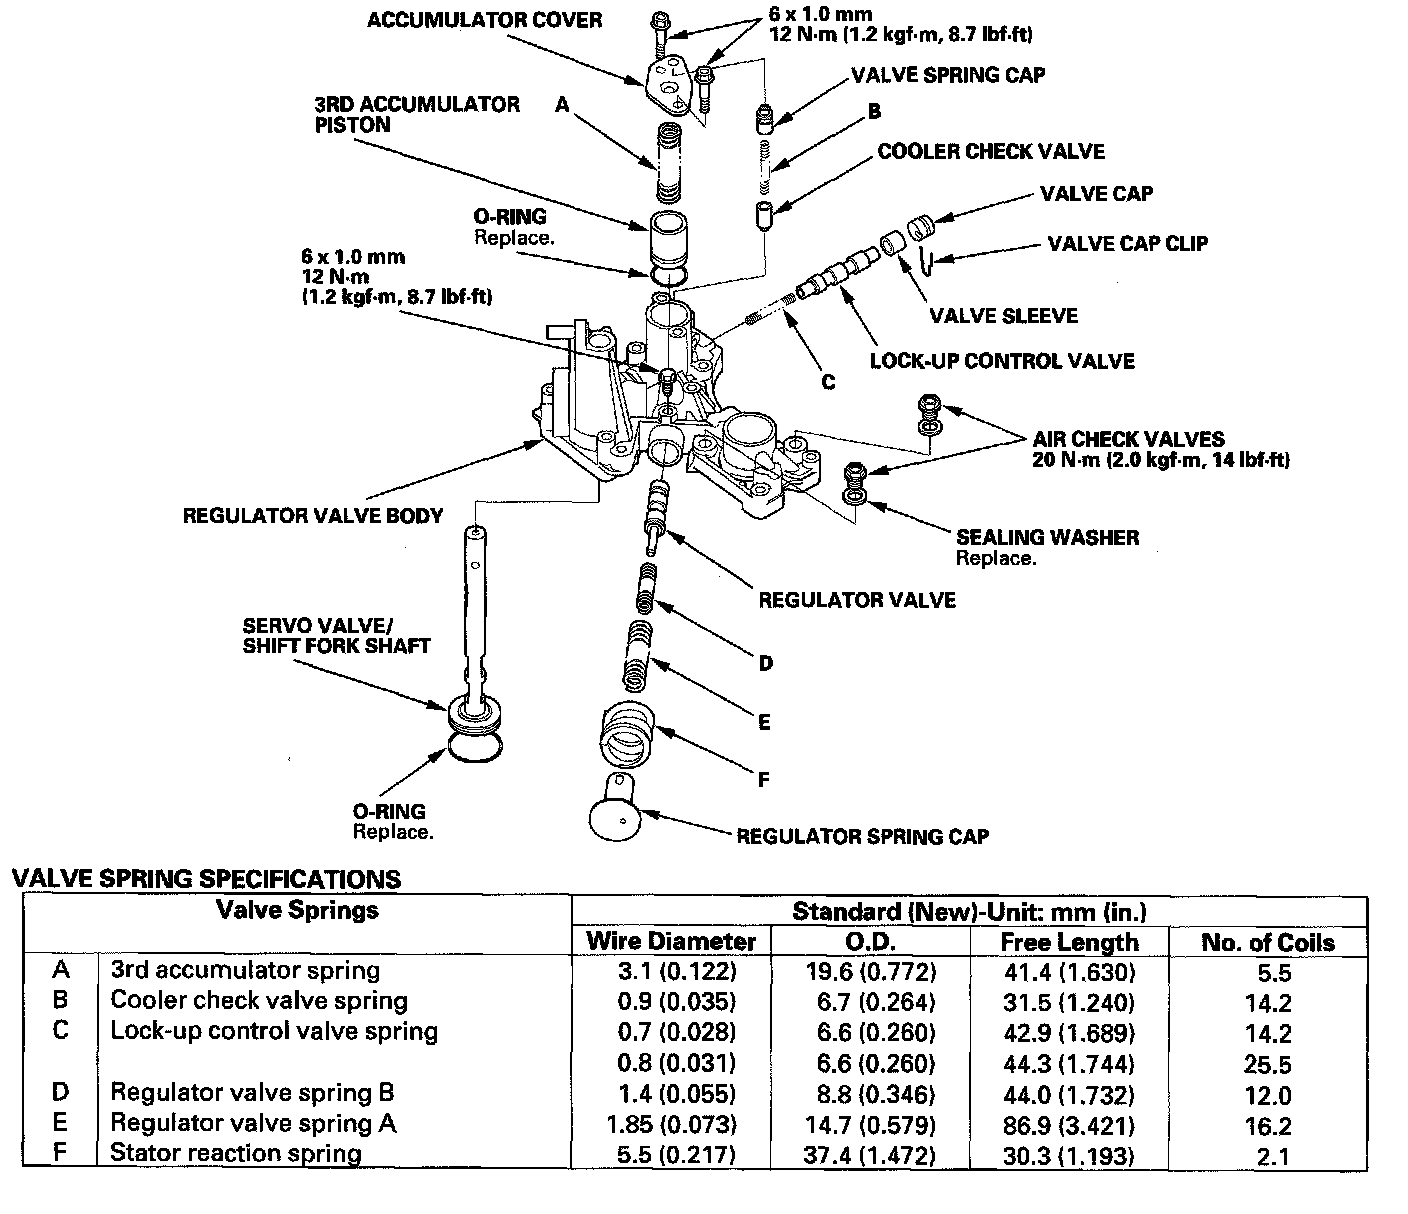 ACCUMULATOR COVER
6 x 1.0 mm
12 N·m (1.2 kgf·m, 8.7 lbf·ft)
VALVE SPRING CAP
3RD ACCUMULATOR
PISTON
A
B
COOLER CHECK VALVE
VALVE CAP
O-RING
Replace.
VALVE CAP CLIP
6 x 1.0 mm
12 N·m
(1.2 kgf·m, 8.7 lbf·ft)
VALVE SLEEVE
LOCK-UP CONTROL VALVE
C
AIR CHECK VALVES
20 N·m (2.0 kgf·m, 14 lbf·ft)
REGULATOR VALVE BODY
SEALING WASHER
Replace.
REGULATOR VALVE
SERVO VALVE/
SHIFT FORK SHAFT
D
E
F
O-RING
Replace.
REGULATOR SPRING CAP
VALVE SPRING SPECIFICATIONS
Valve Springs Standard (New)-Unit: mm (in.)
Wire Diameter O.D. Free Length No. of Coils
A 3rd accumulator spring 3.1 (0.122) 19.6 (0.772) 41.4 (1.630) 5.5
B Cooler check valve spring 0.9 (0.035) 6.7 (0.264) 31.5 (1.240) 14.2
C Lock-up control valve spring 0.7 (0.028) 6.6 (0.260) 42.9 (1.689) 14.2
0.8 (0.031) 6.6 (0.260) 44.3 (1.744) 25.5
D Regulator valve spring B 1.4 (0.055) 8.8 (0.346) 44.0 (1.732) 12.0
E Regulator valve spring A 1.85 (0.073) 14.7 (0.579) 86.9 (3.421) 16.2
F Stator reaction spring 5.5 (0.217) 37.4 (1.472) 30.3 (1.193) 2.1